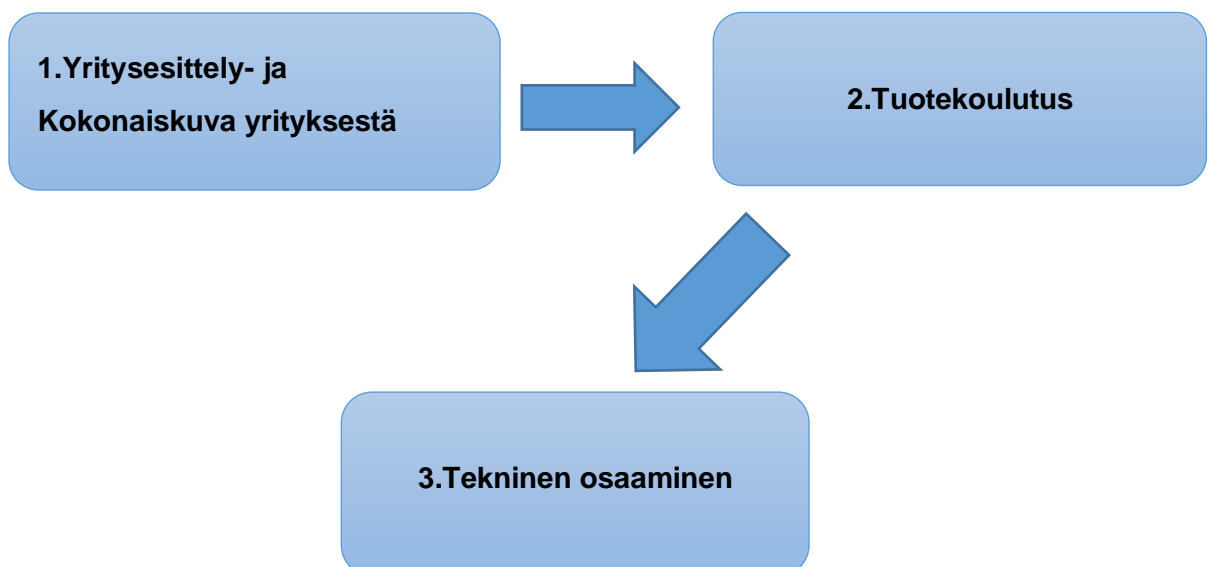 1.Yritysesittely- ja
Kokonaiskuva yrityksestä
2.Tuotekoulutus
3.Tekninen osaaminen